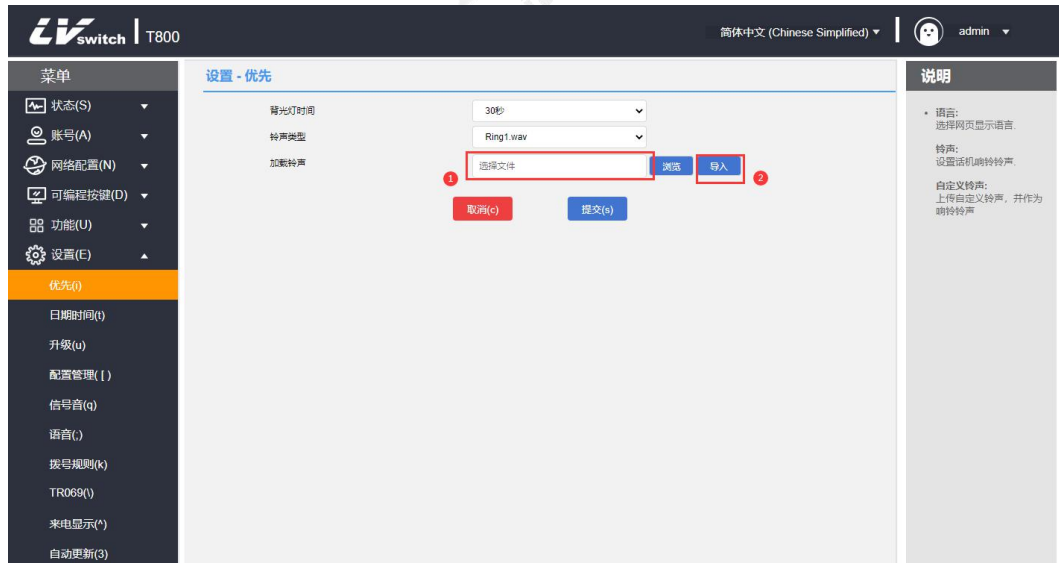 LVswitch | T800
简体中文 (Chinese Simplified) ▾
admin ▾
菜单
状态(S)
账号(A)
网络配置(N)
可编程按键(D)
功能(U)
设置(E)
优先(i)
日期时间(t)
升级(u)
配置管理([)
信号音(q)
语音(;)
拨号规则(k)
TR069(\)
来电显示(^)
自动更新(3)
设置 - 优先
背光灯时间 30秒
铃声类型 Ring1.wav
加载铃声 选择文件 浏览 导入
1 2
取消(c) 提交(s)
说明
语言:
选择网页显示语言.
铃声:
设置话机响铃铃声.
自定义铃声:
上传自定义铃声，并作为
响铃铃声